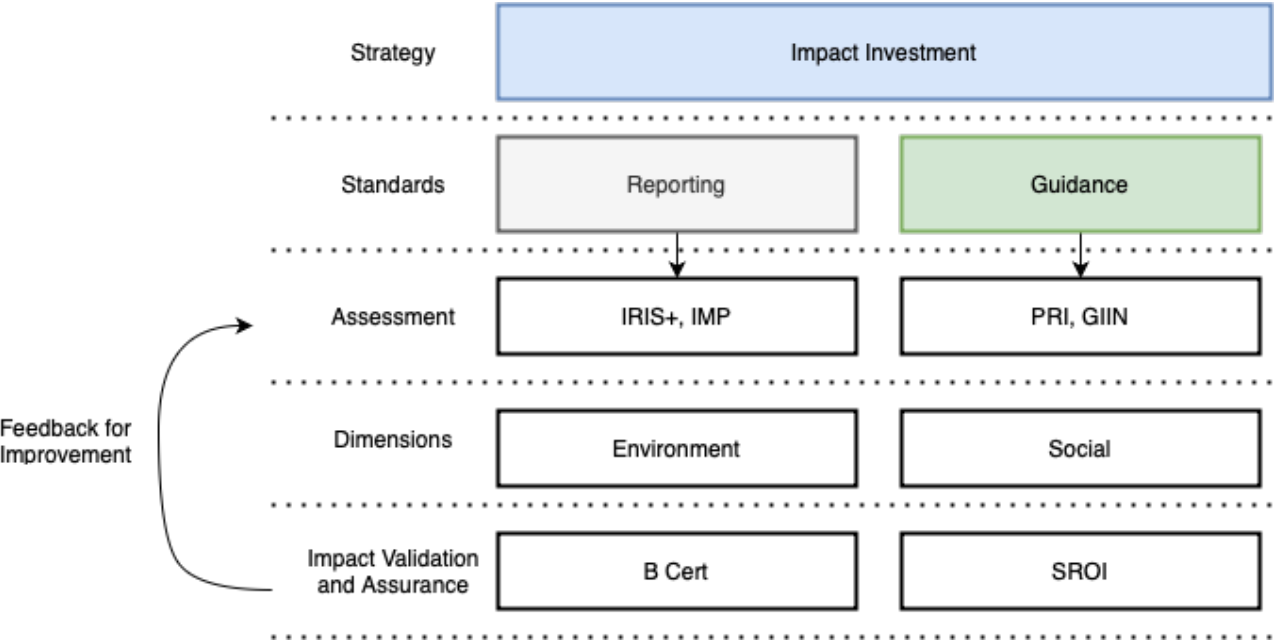 Strategy
Impact Investment
Standards
Reporting
Guidance
Assessment
IRIS+, IMP
PRI, GIIN
Feedback for
Improvement
Dimensions
Environment
Social
Impact Validation
and Assurance
B Cert
SROI